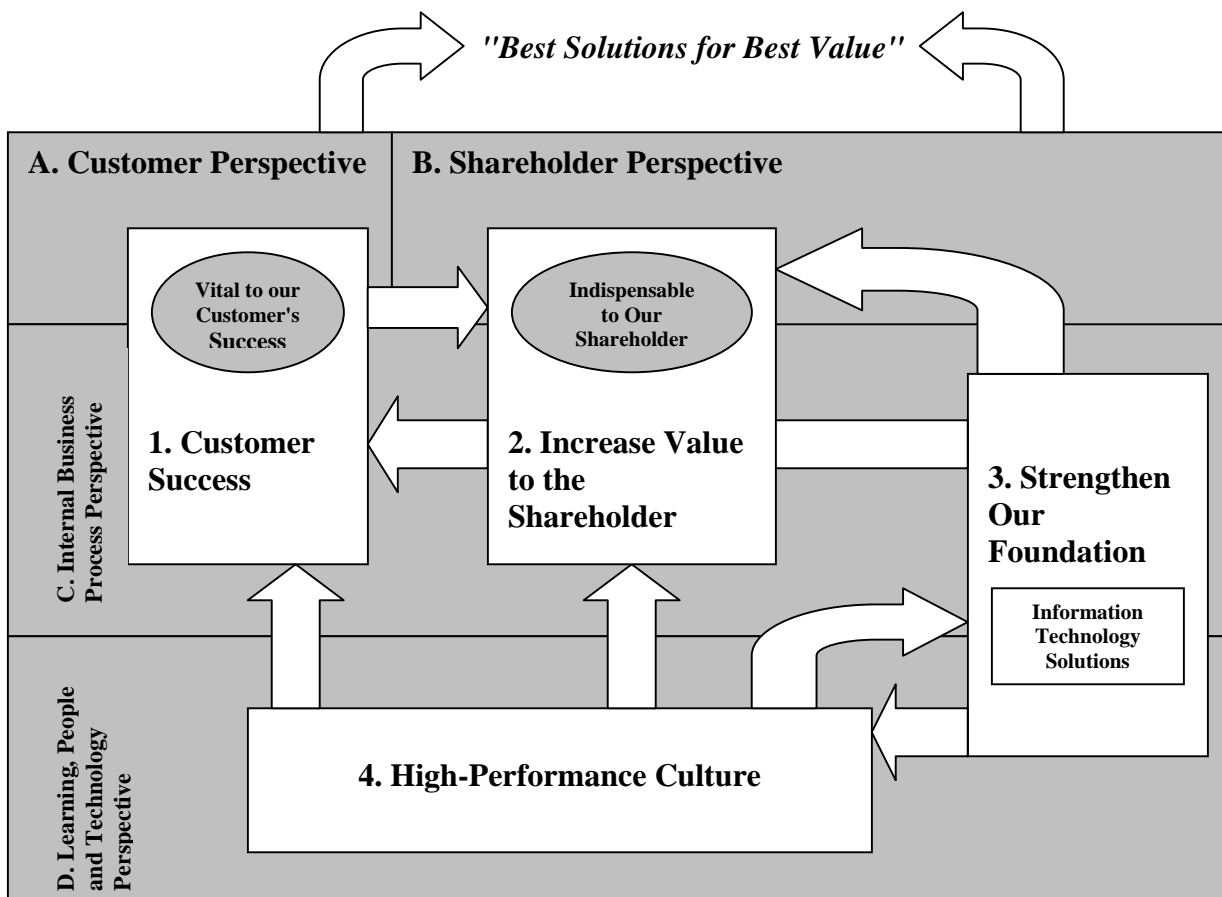 "Best Solutions for Best Value"
A. Customer Perspective
B. Shareholder Perspective
Vital to our
Customer's
Success
Indispensable
to Our
Shareholder
C. Internal Business
Process Perspective
1. Customer
Success
2. Increase Value
to the
Shareholder
3. Strengthen
Our
Foundation
Information
Technology
Solutions
D. Learning, People
and Technology
Perspective
4. High-Performance Culture